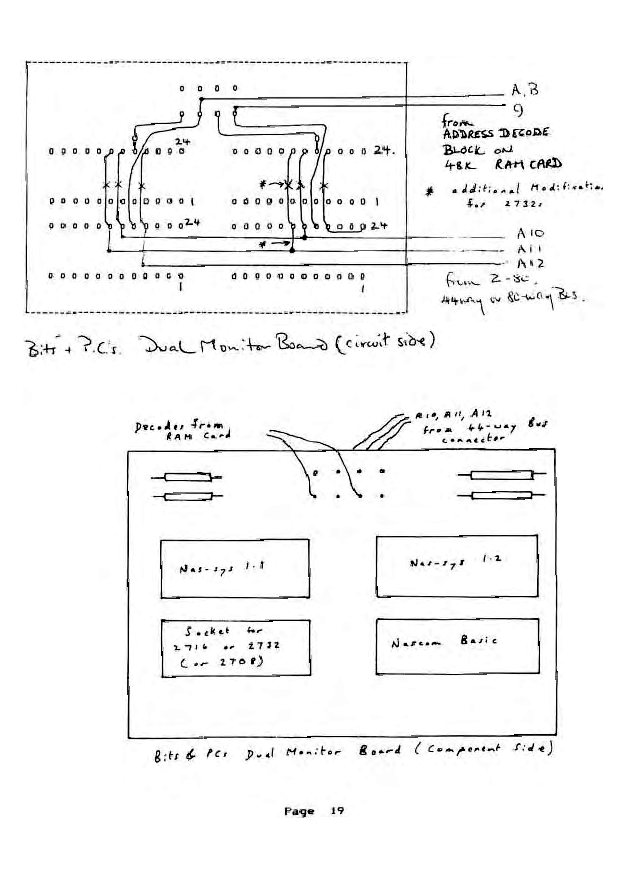 A, B
9
from
ADDRESS DECODE
BLOCK ON
48K RAM CARD
* additional Modification
for 2732s
24
24.
1
1
24
24
*
*
A10
A11
A12
from Z-80
44way or 80-way Bus.
1
1
Bits + P.C's. Dual Monitor Board (circuit side)
Decodes from
RAM Card
A10, A11, A12
from 44-way Bus
connector
Nas-sys 1.1
Nas-sys 1.2
Socket for
2716 or 2732
(or 2708)
Nascom Basic
Bits & PCs Dual Monitor Board (Component Side)
Page 19